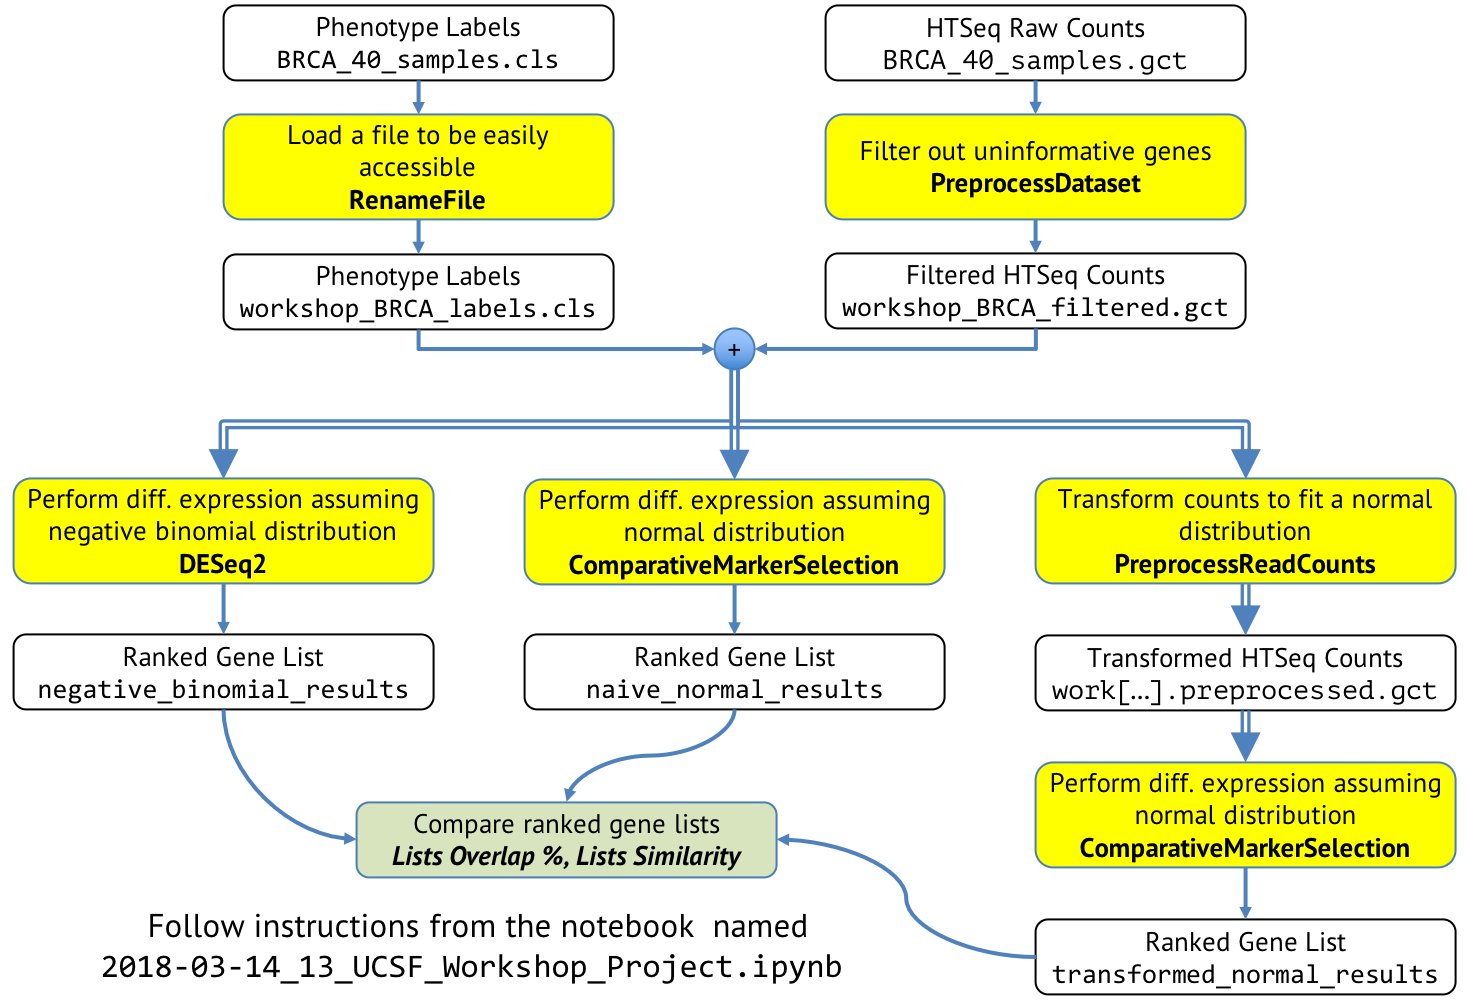 Phenotype Labels
BRCA_40_samples.cls
HTSeq Raw Counts
BRCA_40_samples.gct
Load a file to be easily
accessible
RenameFile
Filter out uninformative genes
PreprocessDataset
Phenotype Labels
workshop_BRCA_labels.cls
Filtered HTSeq Counts
workshop_BRCA_filtered.gct
+
Perform diff. expression assuming
negative binomial distribution
DESeq2
Perform diff. expression assuming
normal distribution
ComparativeMarkerSelection
Transform counts to fit a normal
distribution
PreprocessReadCounts
Ranked Gene List
negative_binomial_results
Ranked Gene List
naive_normal_results
Transformed HTSeq Counts
work[…].preprocessed.gct
Perform diff. expression assuming
normal distribution
ComparativeMarkerSelection
Compare ranked gene lists
Lists Overlap %, Lists Similarity
Ranked Gene List
transformed_normal_results
Follow instructions from the notebook  named
2018-03-14_13_UCSF_Workshop_Project.ipynb